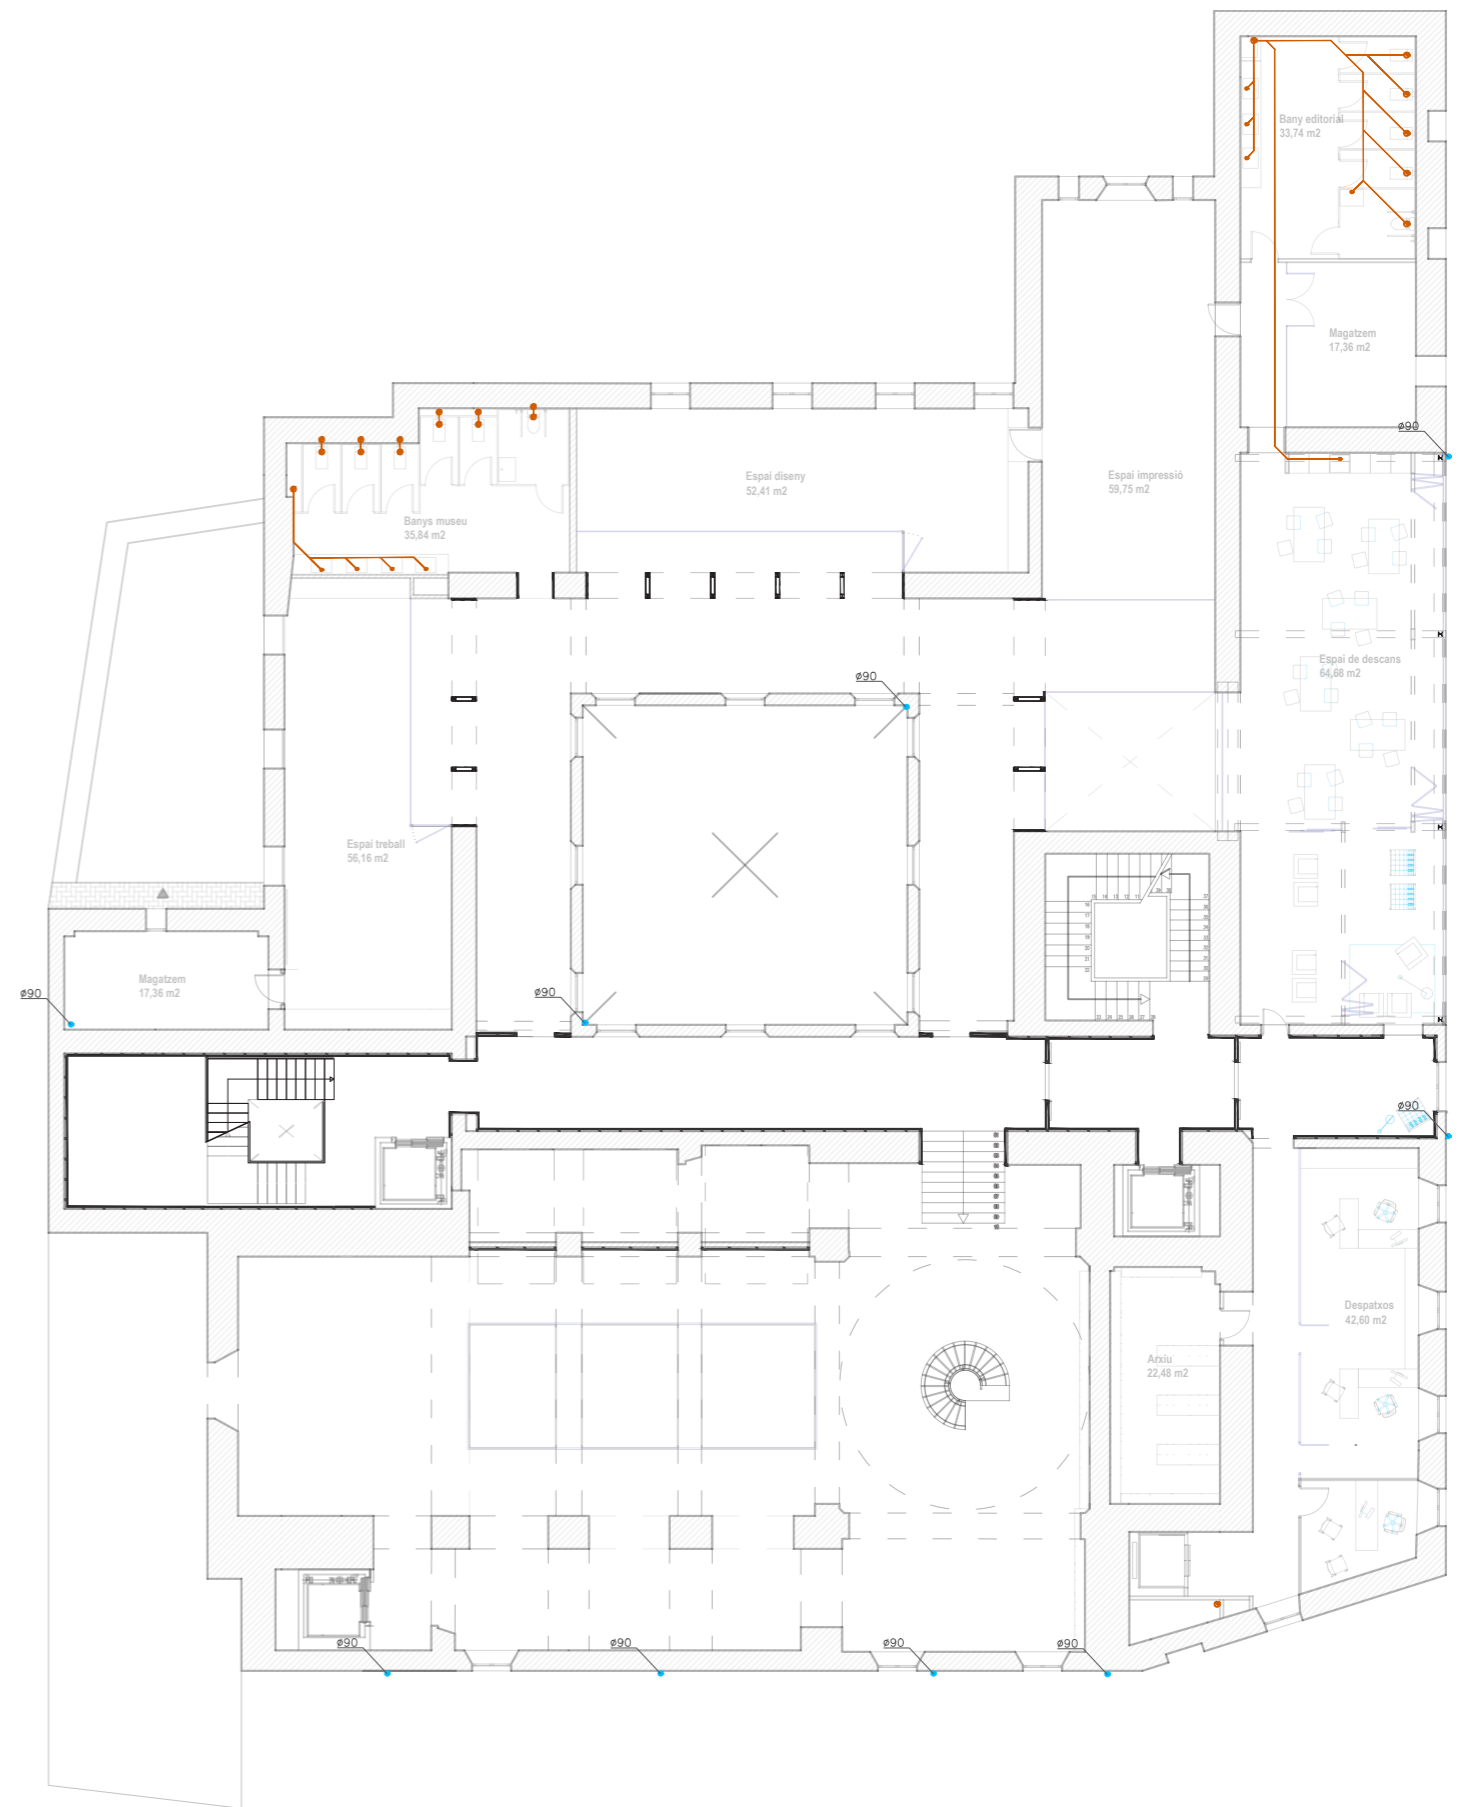 Bany editorial
33,74 m2
Magatzem
17,36 m2
ø90
Espai diseny
52,41 m2
Espai impressió
59,75 m2
Banys museu
35,84 m2
Espai de descans
64,68 m2
ø90
Espai treball
56,16 m2
Magatzem
17,36 m2
ø90
ø90
ø90
Despatxos
42,60 m2
Arxiu
22,48 m2
ø90
ø90
ø90
ø90